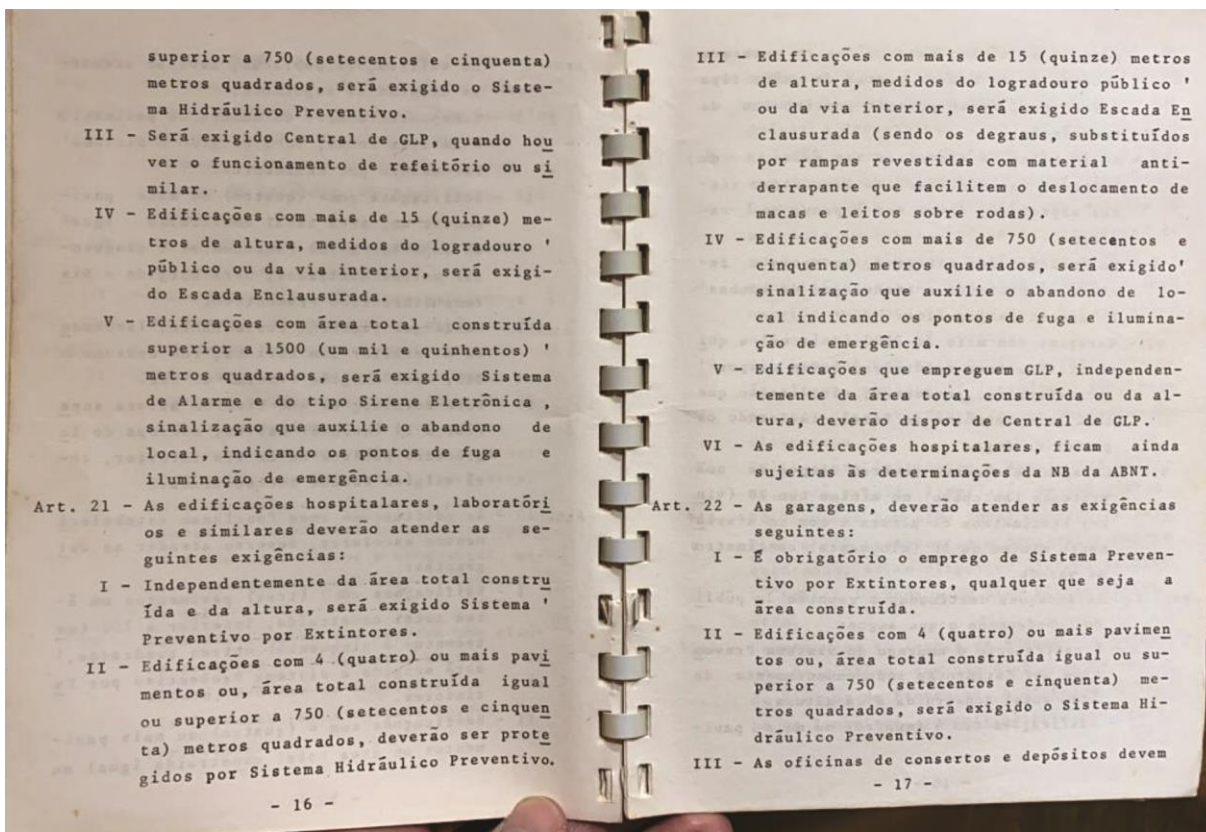 superior a 750 (setecentos e cinquenta)
metros quadrados, será exigido o Siste-
ma Hidráulico Preventivo.
III - Será exigido Central de GLP, quando hou
ver o funcionamento de refeitório ou si
milar.
IV - Edificações com mais de 15 (quinze) me-
tros de altura, medidos do logradouro '
público ou da via interior, será exigi-
do Escada Enclausurada.
V - Edificações com área total construída
superior a 1500 (um mil e quinhentos) '
metros quadrados, será exigido Sistema
de Alarme e do tipo Sirene Eletrônica ,
sinalização que auxilie o abandono de
local, indicando os pontos de fuga e
iluminação de emergência.
Art. 21 - As edificações hospitalares, laboratóri
os e similares deverão atender as se-
guintes exigências:
I - Independentemente da área total constru
ída e da altura, será exigido Sistema '
Preventivo por Extintores.
II - Edificações com 4 (quatro) ou mais pavi
mentos ou, área total construída igual
ou superior a 750 (setecentos e cinquen
ta) metros quadrados, deverão ser prote
gidos por Sistema Hidráulico Preventivo.
- 16 -
III - Edificações com mais de 15 (quinze) metros
de altura, medidos do logradouro público '
ou da via interior, será exigido Escada En
clausurada (sendo os degraus, substituídos
por rampas revestidas com material anti-
derrapante que facilitem o deslocamento de
macas e leitos sobre rodas).
IV - Edificações com mais de 750 (setecentos e
cinquenta) metros quadrados, será exigido'
sinalização que auxilie o abandono de lo-
cal indicando os pontos de fuga e ilumina-
ção de emergência.
V - Edificações que empreguem GLP, independen-
temente da área total construída ou da al-
tura, deverão dispor de Central de GLP.
VI - As edificações hospitalares, ficam ainda
sujeitas às determinações da NB da ABNT.
Art. 22 - As garagens, deverão atender as exigências
seguintes:
I - É obrigatório o emprego de Sistema Preven-
tivo por Extintores, qualquer que seja a
área construída.
II - Edificações com 4 (quatro) ou mais pavimen
tos ou, área total construída igual ou su-
perior a 750 (setecentos e cinquenta) me-
tros quadrados, será exigido o Sistema Hi-
dráulico Preventivo.
III - As oficinas de consertos e depósitos devem
- 17 -